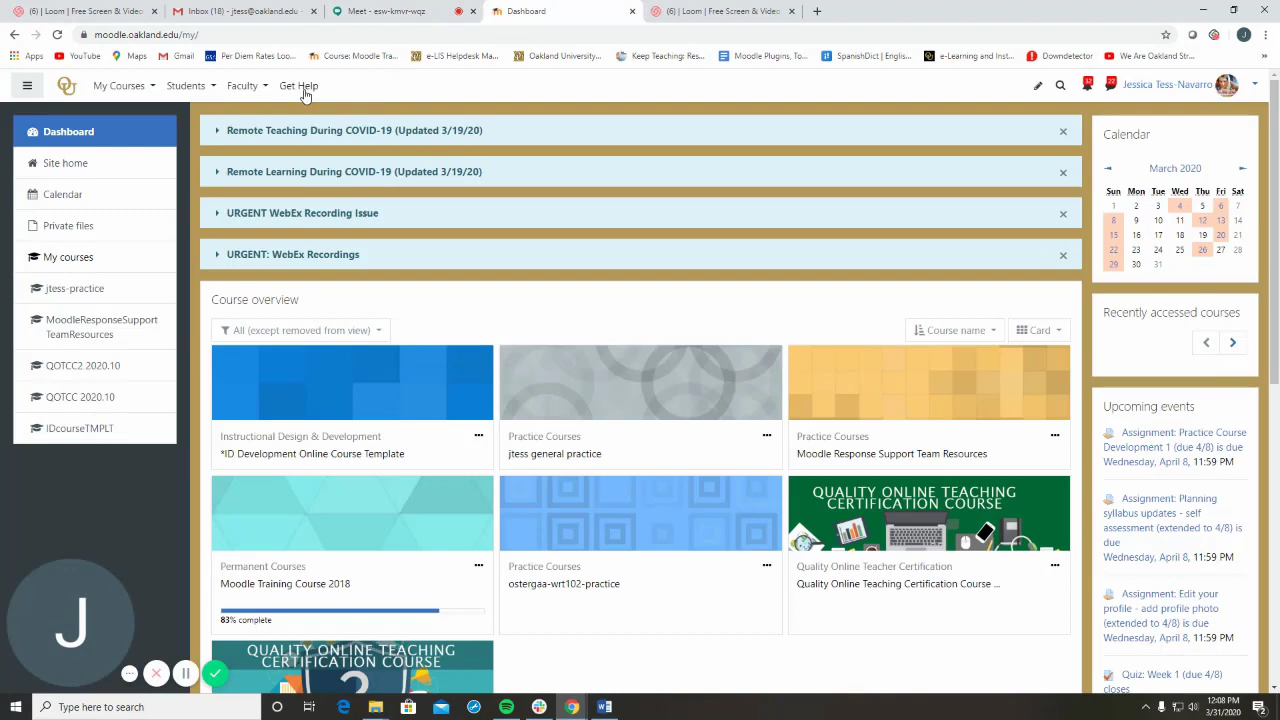 (6) Loom | Free Screen & Video
Inbox (18) - jtess@oakland.edu
Meet - ess-kmvr-wqz
Dashboard
(6) Loom | Free Screen & Video
moodle.oakland.edu/my/
Apps
YouTube
Maps
Gmail
Per Diem Rates Loo...
Course: Moodle Tra...
e-LIS Helpdesk Ma...
Oakland University...
Keep Teaching: Res...
Moodle Plugins, To...
SpanishDict | Englis...
e-Learning and Inst...
Downdetector
We Are Oakland St...
My Courses
Students
Faculty
Get Help
32
22
Jessica Tess-Navarro
Dashboard
Site home
Calendar
Private files
My courses
jtess-practice
MoodleResponseSupport
TeamResources
QOTCC2 2020.10
QOTCC 2020.10
IDcourseTMPLT
Remote Teaching During COVID-19 (Updated 3/19/20)
Remote Learning During COVID-19 (Updated 3/19/20)
URGENT WebEx Recording Issue
URGENT: WebEx Recordings
Course overview
All (except removed from view)
Course name
Card
Instructional Design & Development
*ID Development Online Course Template
Practice Courses
jtess general practice
Practice Courses
Moodle Response Support Team Resources
Permanent Courses
Moodle Training Course 2018
83% complete
Practice Courses
ostergaa-wrt102-practice
QUALITY ONLINE TEACHING
CERTIFICATION COURSE
Quality Online Teacher Certification
Quality Online Teaching Certification Course ...
QUALITY ONLINE TEACHING
CERTIFICATION COURSE
2
Calendar
March 2020
Sun Mon Tue Wed Thu Fri Sat
1 2 3 4 5 6 7
8 9 10 11 12 13 14
15 16 17 18 19 20 21
22 23 24 25 26 27 28
29 30 31
Recently accessed courses
Upcoming events
Assignment: Practice Course
Development 1 (due 4/8) is due
Wednesday, April 8, 11:59 PM
Assignment: Planning
syllabus updates - self
assessment (extended to 4/8) is
due
Wednesday, April 8, 11:59 PM
Assignment: Edit your
profile - add profile photo
(extended to 4/8) is due
Wednesday, April 8, 11:59 PM
Quiz: Week 1 (due 4/8)
closes
J
Type here to search
12:08 PM
3/31/2020